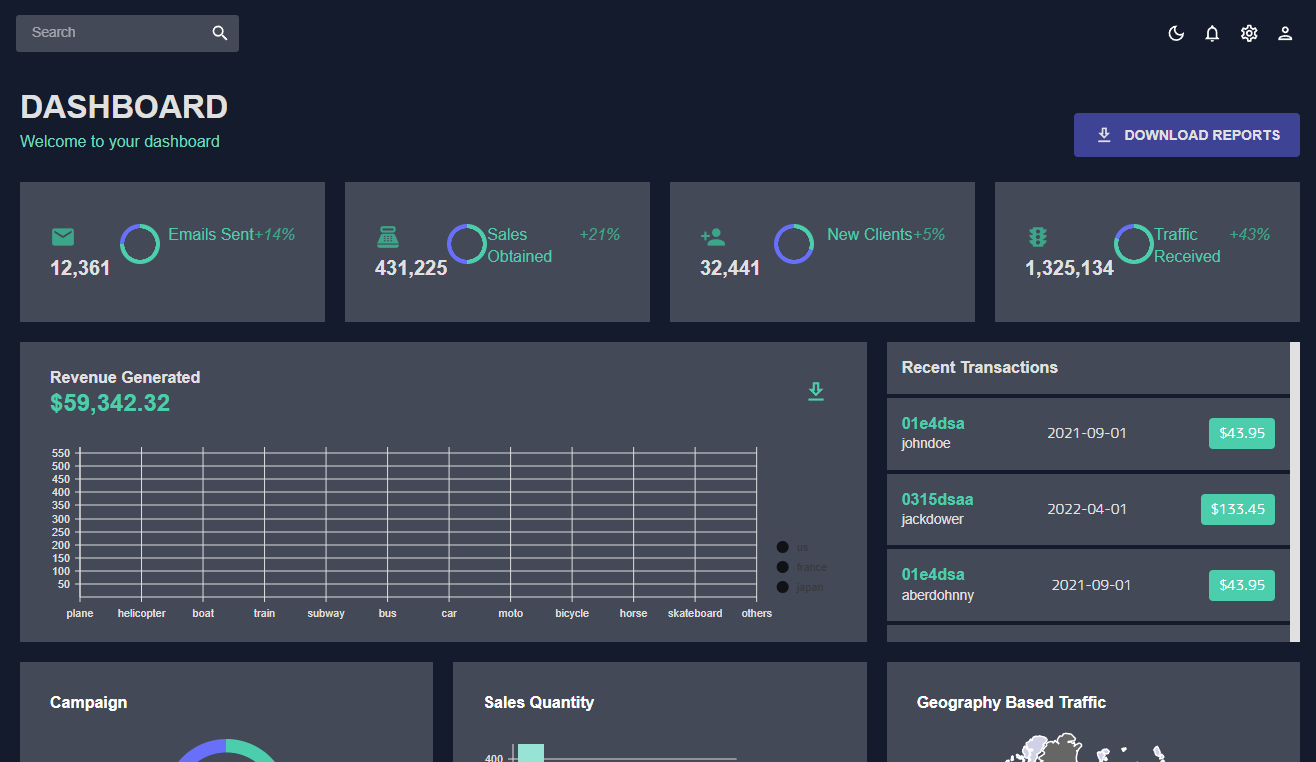 Search
DASHBOARD
Welcome to your dashboard
DOWNLOAD REPORTS
Emails Sent +14%
12,361
Sales +21%
Obtained
431,225
New Clients +5%
32,441
Traffic +43%
Received
1,325,134
Revenue Generated
$59,342.32
550
500
450
400
350
300
250
200
150
100
50
plane helicopter boat train subway bus car moto bicycle horse skateboard others
us
france
japan
Recent Transactions
01e4dsa
johndoe
2021-09-01
$43.95
0315dsaa
jackdower
2022-04-01
$133.45
01e4dsa
aberdohnny
2021-09-01
$43.95
Campaign
Sales Quantity
400
Geography Based Traffic